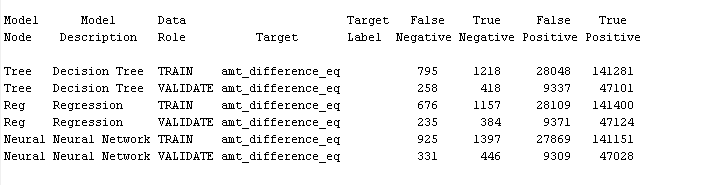 Model Model Data Target False True False True
Node Description Role Target Label Negative Negative Positive Positive
Tree Decision Tree TRAIN amt_difference_eq 795 1218 28048 141281
Tree Decision Tree VALIDATE amt_difference_eq 258 418 9337 47101
Reg Regression TRAIN amt_difference_eq 676 1157 28109 141400
Reg Regression VALIDATE amt_difference_eq 235 384 9371 47124
Neural Neural Network TRAIN amt_difference_eq 925 1397 27869 141151
Neural Neural Network VALIDATE amt_difference_eq 331 446 9309 47028